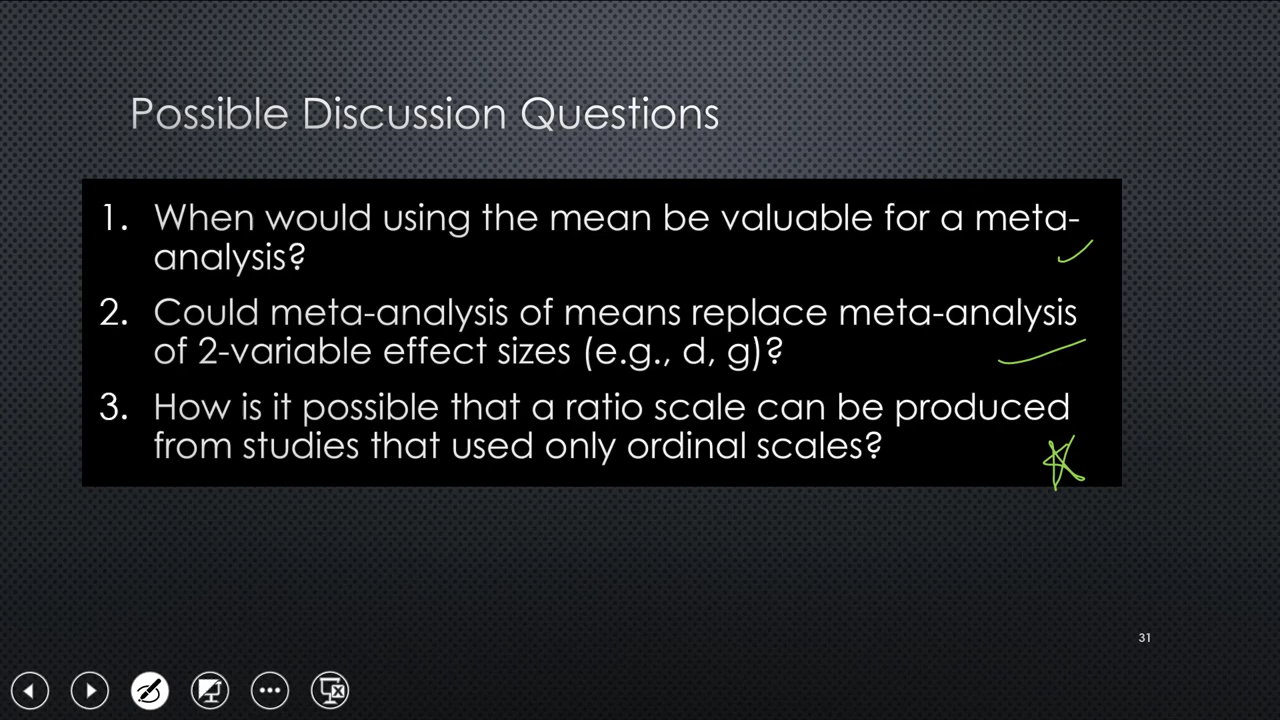 Possible Discussion Questions
1. When would using the mean be valuable for a meta-
analysis?
2. Could meta-analysis of means replace meta-analysis
of 2-variable effect sizes (e.g., d, g)?
3. How is it possible that a ratio scale can be produced
from studies that used only ordinal scales?
31